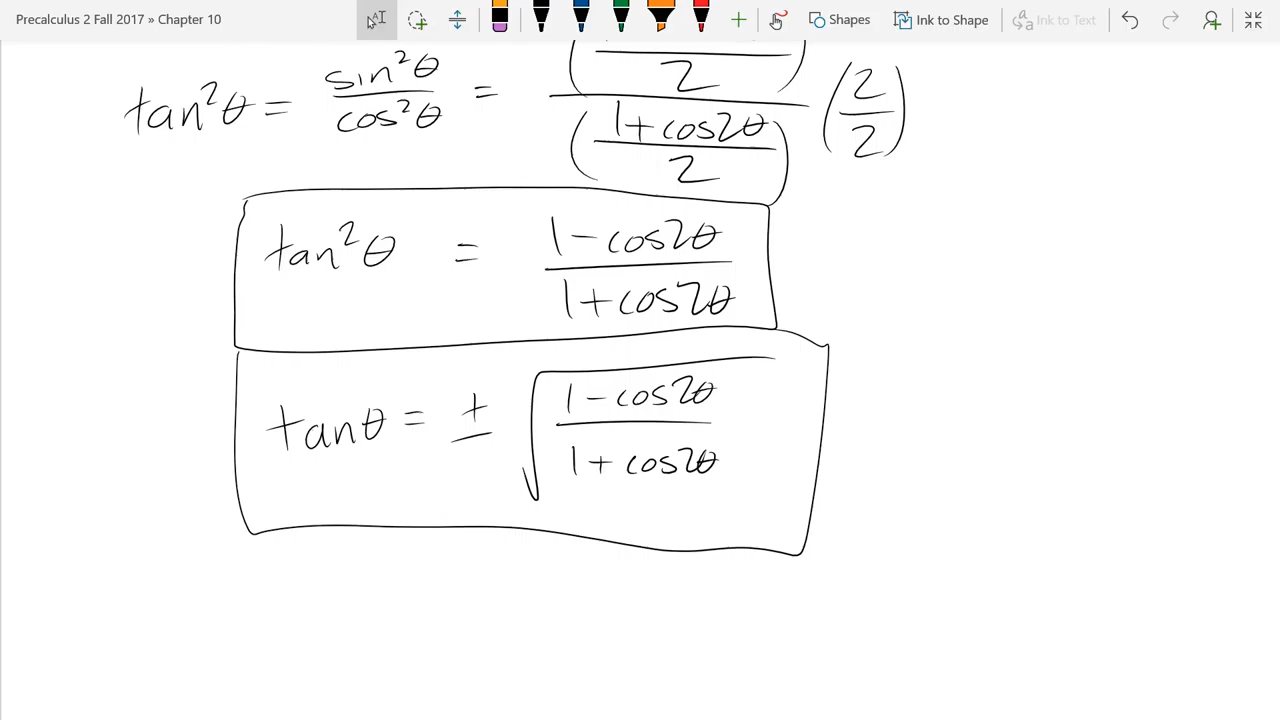 Precalculus 2 Fall 2017 » Chapter 10
Shapes
Ink to Shape
Ink to Text
tan²θ = sin²θ/cos²θ = (/2)/((1+cos2θ)/2) (2/2)
tan²θ = (1-cos2θ)/(1+cos2θ)
tanθ = ± √((1-cos2θ)/(1+cos2θ))